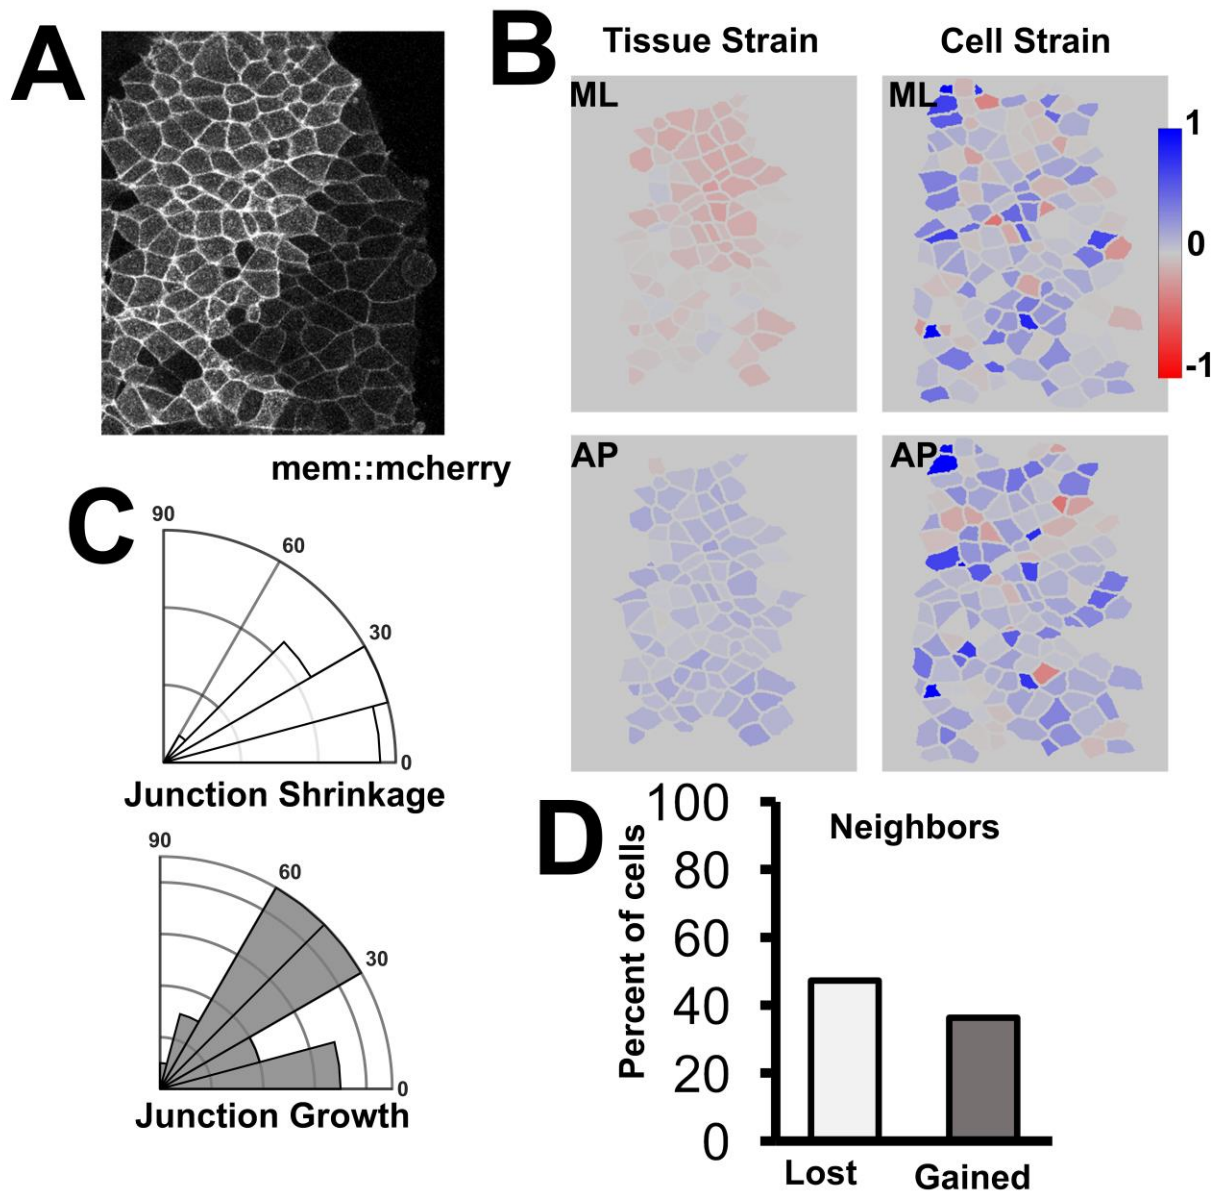 A
mem::mcherry
B
Tissue Strain
Cell Strain
ML
ML
1
0
-1
AP
AP
C
90
60
30
0
Junction Shrinkage
90
60
30
0
Junction Growth
D
Neighbors
Percent of cells
100
80
60
40
20
0
Lost
Gained